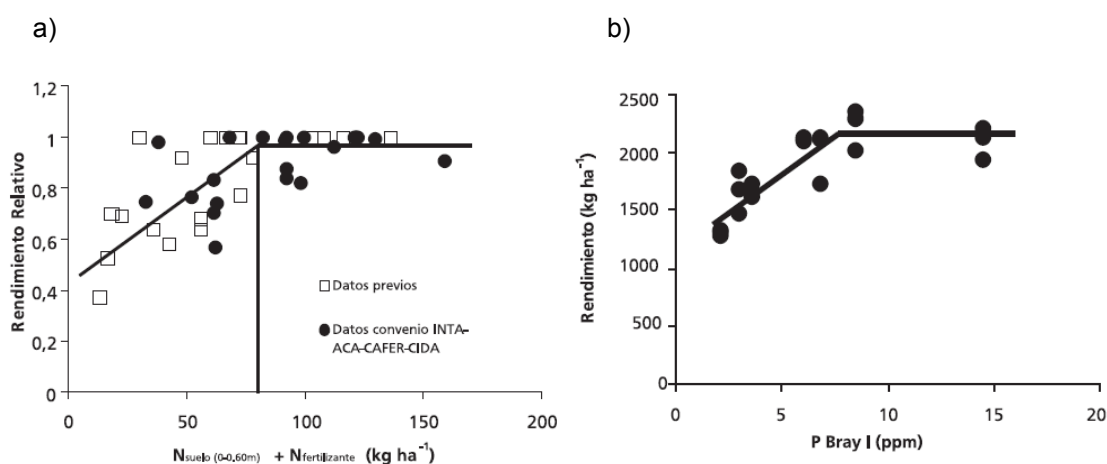 a)
1,2
1
0,8
0,6
0,4
0,2
0
0
50
100
150
200
Rendimiento Relativo
Datos previos
Datos convenio INTA-
ACA-CAFER-CIDA
Nsuelo (0-0.60m) + Nfertilizante (kg ha⁻¹)
b)
2500
2000
1500
1000
500
0
0
5
10
15
20
Rendimiento (kg ha⁻¹)
P Bray I (ppm)